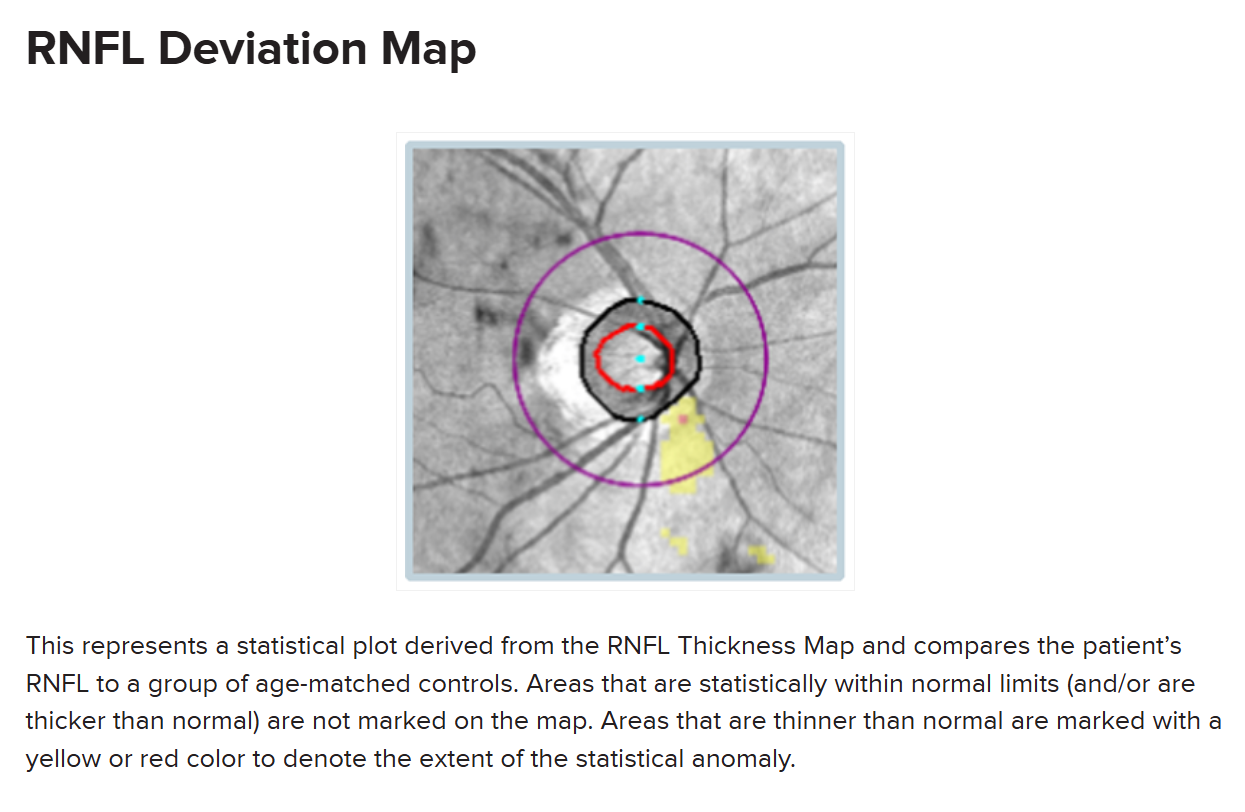 RNFL Deviation Map
This represents a statistical plot derived from the RNFL Thickness Map and compares the patient’s
RNFL to a group of age-matched controls. Areas that are statistically within normal limits (and/or are
thicker than normal) are not marked on the map. Areas that are thinner than normal are marked with a
yellow or red color to denote the extent of the statistical anomaly.